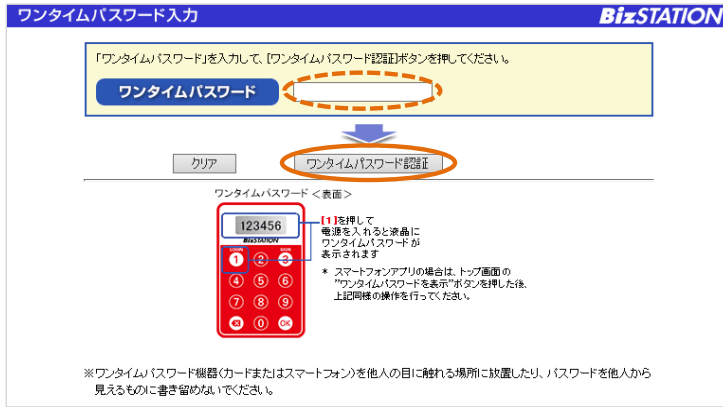 ワンタイムパスワード入力
BizSTATION
「ワンタイムパスワード」を入力して、[ワンタイムパスワード認証]ボタンを押してください。
ワンタイムパスワード
クリア
ワンタイムパスワード認証
ワンタイムパスワード <表面>
123456
BizSTATION
LOGIN
SIGN
1 2 3
4 5 6
7 8 9
0 OK
[1]を押して
電源を入れると液晶に
ワンタイムパスワードが
表示されます
* スマートフォンアプリの場合は、トップ画面の
"ワンタイムパスワードを表示"ボタンを押した後、
上記同様の操作を行ってください。
※ワンタイムパスワード機器(カードまたはスマートフォン)を他人の目に触れる場所に放置したり、パスワードを他人から
見えるものに書き留めないでください。